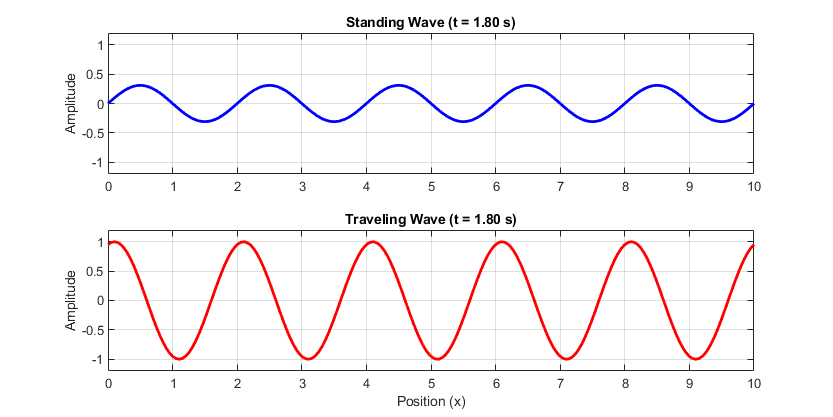 Standing Wave (t = 1.80 s)
Amplitude
1
0.5
0
-0.5
-1
0 1 2 3 4 5 6 7 8 9 10
Traveling Wave (t = 1.80 s)
Amplitude
1
0.5
0
-0.5
-1
0 1 2 3 4 5 6 7 8 9 10
Position (x)